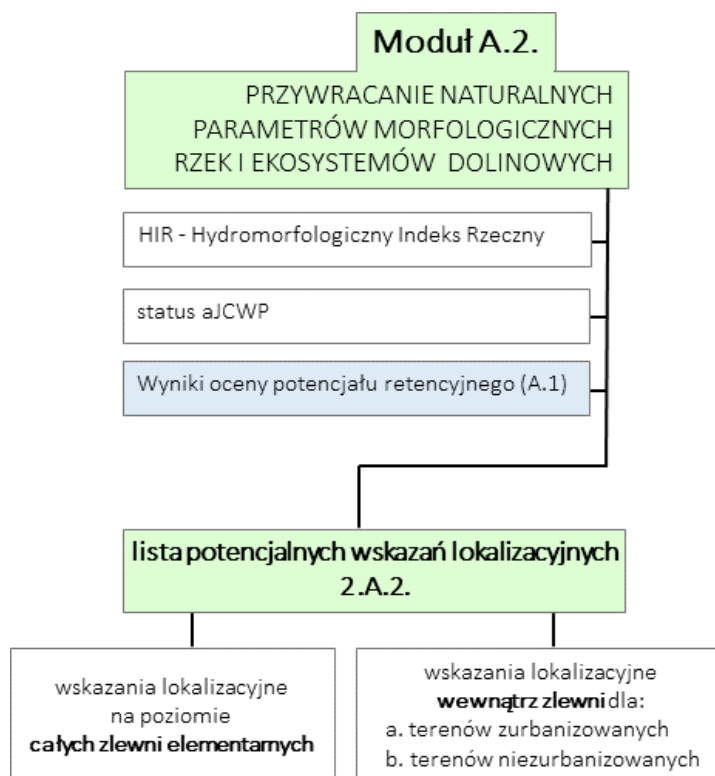 Moduł A.2.
PRZYWRACANIE NATURALNYCH
PARAMETRÓW MORFOLOGICZNYCH
RZEK I EKOSYSTEMÓW DOLINOWYCH
HIR - Hydromorfologiczny Indeks Rzeczny
status aJCWP
Wyniki oceny potencjału retencyjnego (A.1)
lista potencjalnych wskazań lokalizacyjnych
2.A.2.
wskazania lokalizacyjne
na poziomie
całych zlewni elementarnych
wskazania lokalizacyjne
wewnątrz zlewni dla:
a. terenów zurbanizowanych
b. terenów niezurbanizowanych